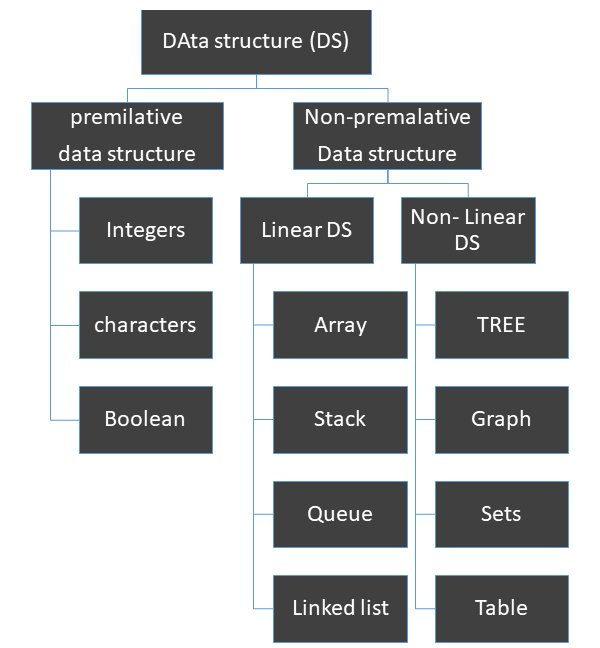 DAta structure (DS)
premilative
data structure
Non-premalative
Data structure
Integers
characters
Boolean
Linear DS
Array
Stack
Queue
Linked list
Non- Linear
DS
TREE
Graph
Sets
Table